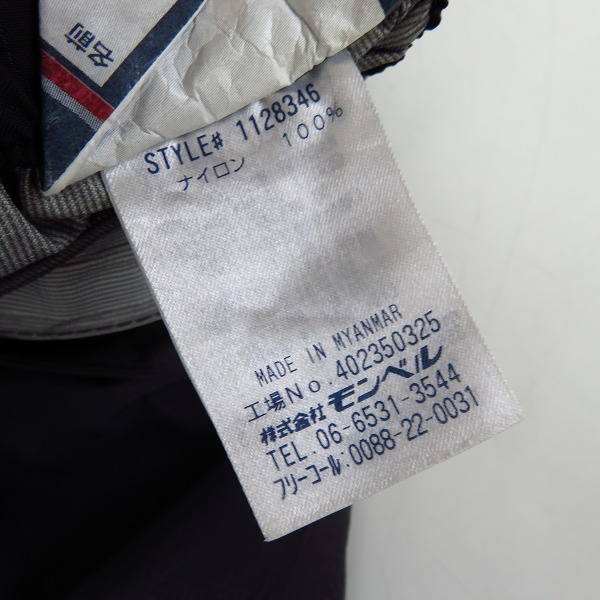 名前
STYLE# 1128346
ナイロン 100%
MADE IN MYANMAR
工場No.402350325
株式会社 モンベル
TEL.06-6531-3544
フリーコール:0088-22-0031